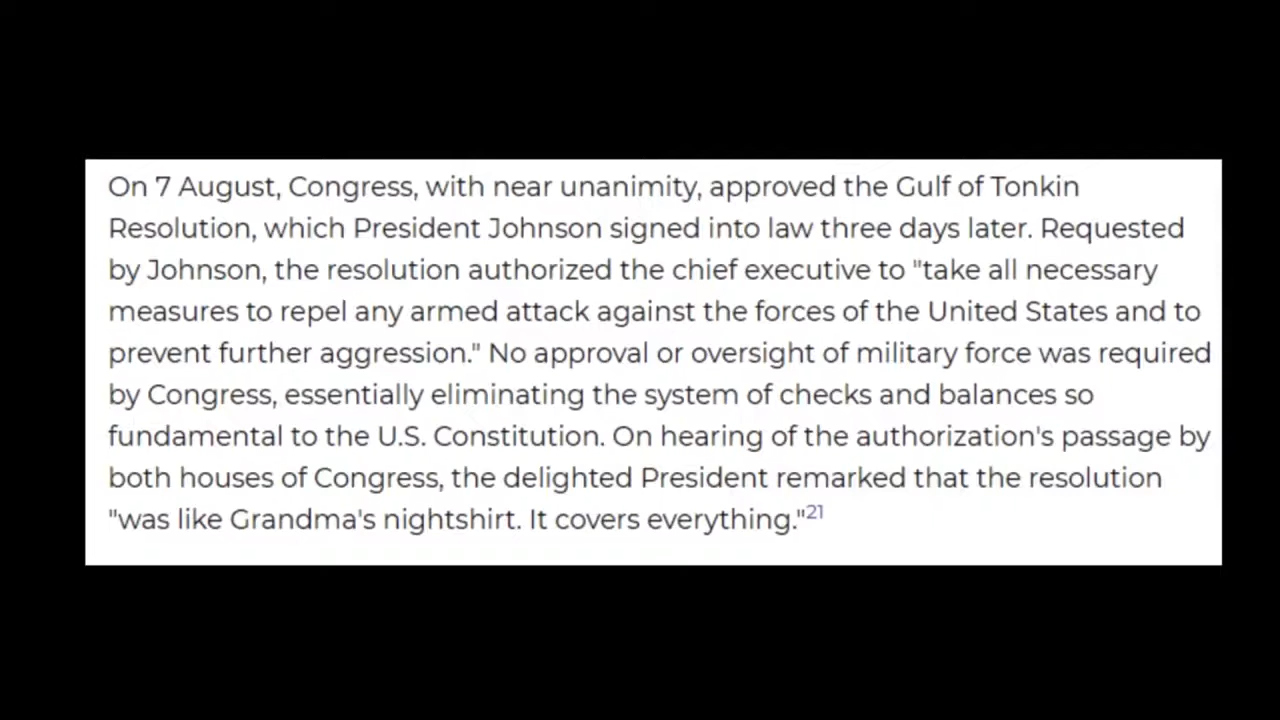 On 7 August, Congress, with near unanimity, approved the Gulf of Tonkin
Resolution, which President Johnson signed into law three days later. Requested
by Johnson, the resolution authorized the chief executive to "take all necessary
measures to repel any armed attack against the forces of the United States and to
prevent further aggression." No approval or oversight of military force was required
by Congress, essentially eliminating the system of checks and balances so
fundamental to the U.S. Constitution. On hearing of the authorization's passage by
both houses of Congress, the delighted President remarked that the resolution
"was like Grandma's nightshirt. It covers everything."21